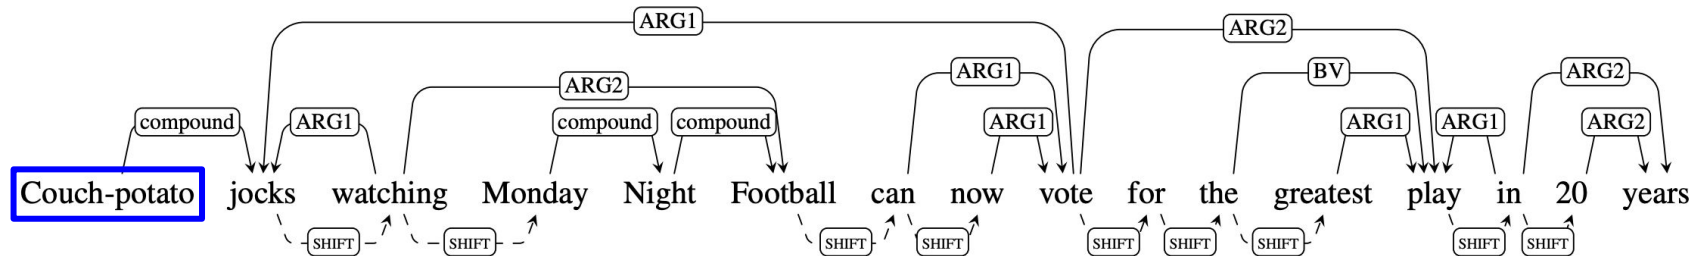 ARG1
ARG2
ARG1 BV ARG2
ARG2
compound ARG1 compound compound ARG1 ARG1 ARG1 ARG2
Couch-potato jocks watching Monday Night Football can now vote for the greatest play in 20 years
SHIFT SHIFT SHIFT SHIFT SHIFT SHIFT SHIFT SHIFT SHIFT